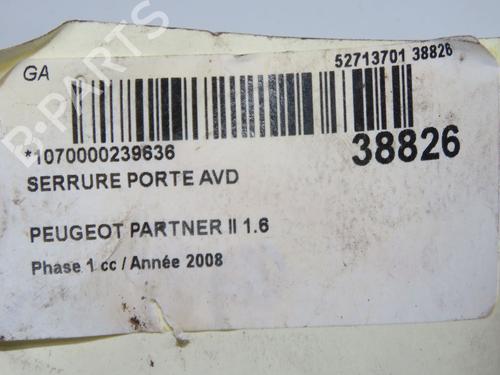 GA
52713701 38826
*1070000239636
38826
SERRURE PORTE AVD
PEUGEOT PARTNER II 1.6
Phase 1 cc / Année 2008
B-PARTS